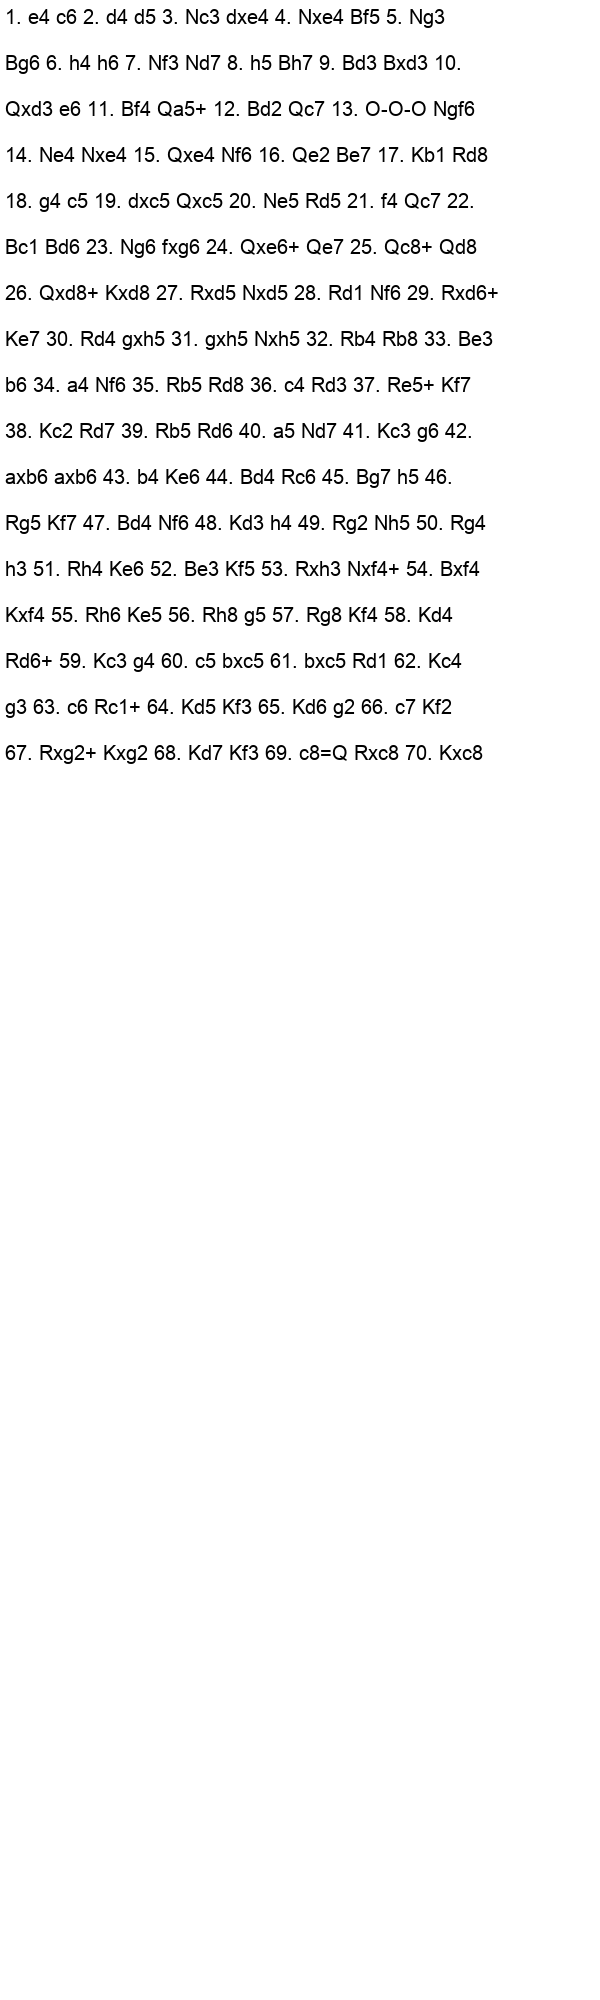 1. e4 c6 2. d4 d5 3. Nc3 dxe4 4. Nxe4 Bf5 5. Ng3
Bg6 6. h4 h6 7. Nf3 Nd7 8. h5 Bh7 9. Bd3 Bxd3 10.
Qxd3 e6 11. Bf4 Qa5+ 12. Bd2 Qc7 13. O-O-O Ngf6
14. Ne4 Nxe4 15. Qxe4 Nf6 16. Qe2 Be7 17. Kb1 Rd8
18. g4 c5 19. dxc5 Qxc5 20. Ne5 Rd5 21. f4 Qc7 22.
Bc1 Bd6 23. Ng6 fxg6 24. Qxe6+ Qe7 25. Qc8+ Qd8
26. Qxd8+ Kxd8 27. Rxd5 Nxd5 28. Rd1 Nf6 29. Rxd6+
Ke7 30. Rd4 gxh5 31. gxh5 Nxh5 32. Rb4 Rb8 33. Be3
b6 34. a4 Nf6 35. Rb5 Rd8 36. c4 Rd3 37. Re5+ Kf7
38. Kc2 Rd7 39. Rb5 Rd6 40. a5 Nd7 41. Kc3 g6 42.
axb6 axb6 43. b4 Ke6 44. Bd4 Rc6 45. Bg7 h5 46.
Rg5 Kf7 47. Bd4 Nf6 48. Kd3 h4 49. Rg2 Nh5 50. Rg4
h3 51. Rh4 Ke6 52. Be3 Kf5 53. Rxh3 Nxf4+ 54. Bxf4
Kxf4 55. Rh6 Ke5 56. Rh8 g5 57. Rg8 Kf4 58. Kd4
Rd6+ 59. Kc3 g4 60. c5 bxc5 61. bxc5 Rd1 62. Kc4
g3 63. c6 Rc1+ 64. Kd5 Kf3 65. Kd6 g2 66. c7 Kf2
67. Rxg2+ Kxg2 68. Kd7 Kf3 69. c8=Q Rxc8 70. Kxc8